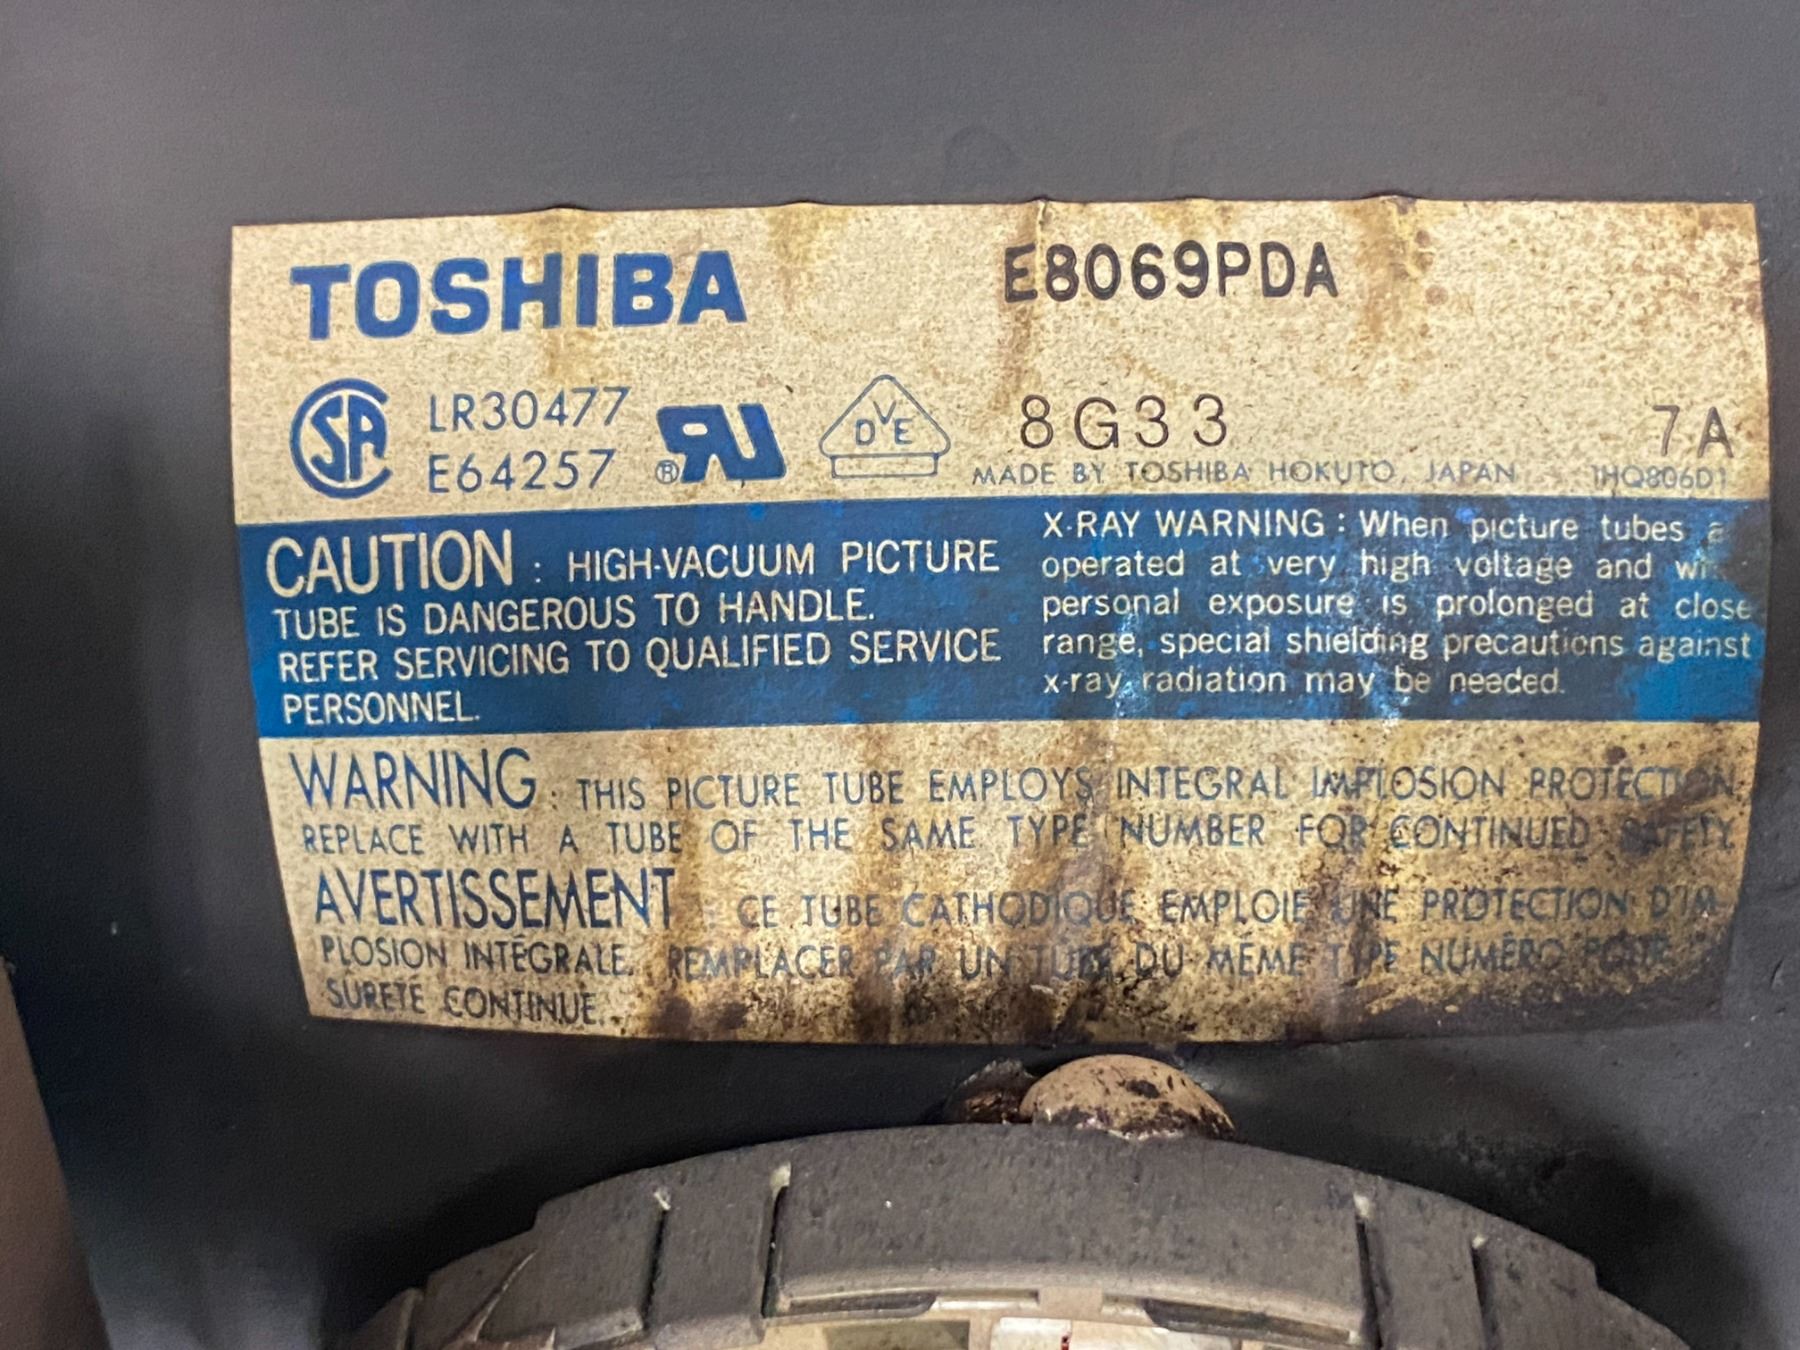 TOSHIBA E8069PDA
SA LR30477
E64257
® RU
DVE
8G33 7A
MADE BY TOSHIBA HOKUTO, JAPAN 1HQ806D1
CAUTION : HIGH-VACUUM PICTURE
TUBE IS DANGEROUS TO HANDLE.
REFER SERVICING TO QUALIFIED SERVICE
PERSONNEL.
X-RAY WARNING : When picture tubes
operated at very high voltage and
personal exposure is prolonged at close
range, special shielding precautions against
x-ray radiation may be needed.
WARNING : THIS PICTURE TUBE EMPLOYS INTEGRAL IMPLOSION PROTECTION.
REPLACE WITH A TUBE OF THE SAME TYPE NUMBER FOR CONTINUED SAFETY.
AVERTISSEMENT : CE TUBE CATHODIQUE EMPLOIE UNE PROTECTION D'IM-
PLOSION INTÉGRALE. REMPLACER PAR UN TUBE DU MÊME TYPE NUMÉRO POUR
SURETE CONTINUE.